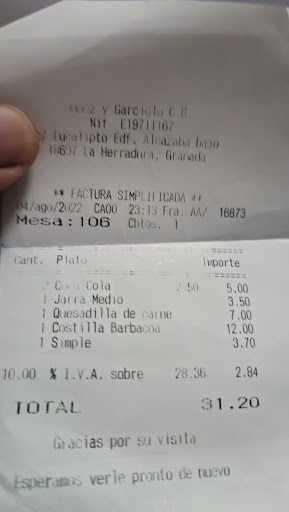 y Garciolo C.B.
Nif E19711167
Eucalipto Edf. Alcazaba bajo
18697 La Herradura, Granada
** FACTURA SIMPLIFICADA **
04/ago/2022 CA00 23:13 Fra. AA/ 16873
Mesa: 106 Cbtos. 1
Cant. Plato Importe
2 Coca Cola 2.50 5.00
1 Jarra Medio 3.50
1 Quesadilla de carne 7.00
1 Costilla Barbacoa 12.00
1 Simple 3.70
10.00 % I.V.A. sobre 28.36 2.84
TOTAL 31.20
Gracias por su visita
Esperamos verle pronto de nuevo